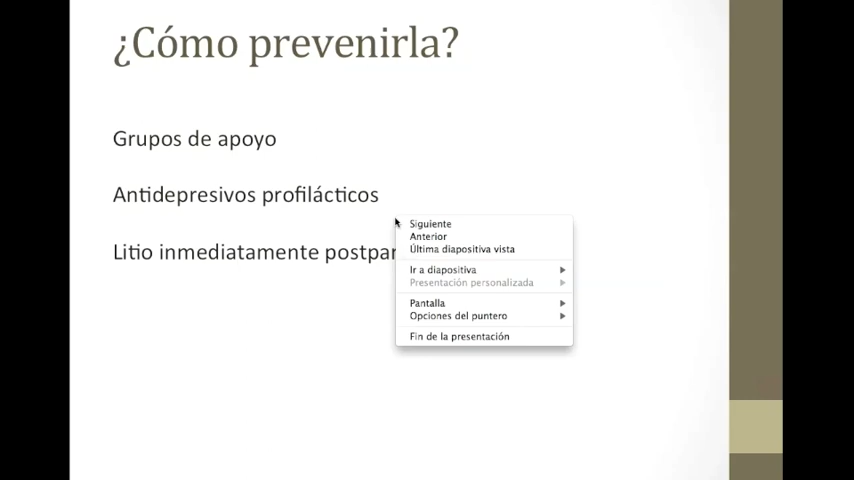 ¿Cómo prevenirla?
Grupos de apoyo
Antidepresivos profilácticos
Litio inmediatamente
Siguiente
Anterior
Última diapositiva vista
Ir a diapositiva
Presentación personalizada
Pantalla
Opciones del puntero
Fin de la presentación